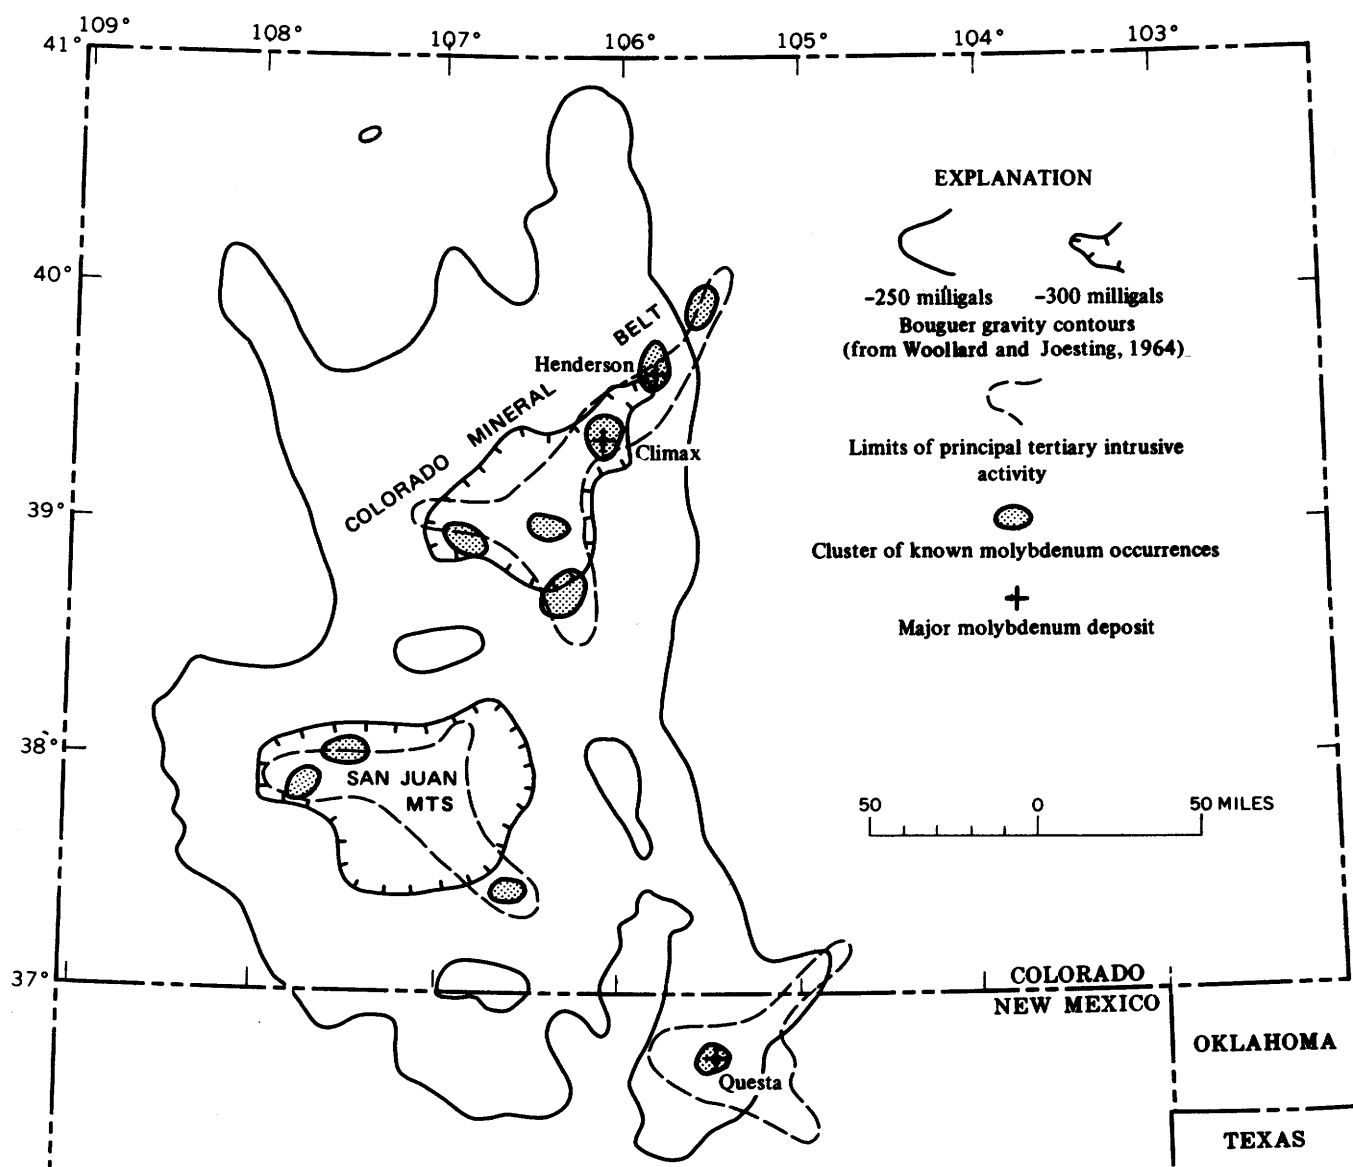 109°
108°
107°
106°
105°
104°
103°
41°
EXPLANATION
40°
-250 milligals
-300 milligals
Bouguer gravity contours
(from Woollard and Joesting, 1964)
COLORADO MINERAL BELT
Henderson
Climax
Limits of principal tertiary intrusive
activity
39°
Cluster of known molybdenum occurrences
Major molybdenum deposit
38°
SAN JUAN
MTS
50
0
50 MILES
37°
COLORADO
NEW MEXICO
OKLAHOMA
Questa
TEXAS